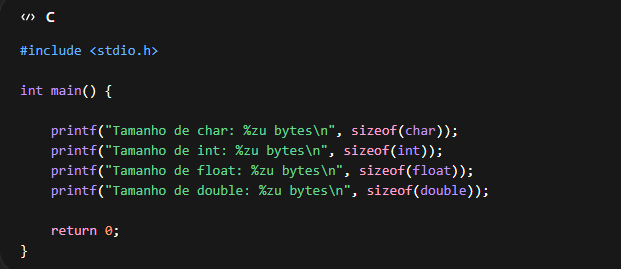 </> C
#include <stdio.h>
int main() {
    printf("Tamanho de char: %zu bytes\n", sizeof(char));
    printf("Tamanho de int: %zu bytes\n", sizeof(int));
    printf("Tamanho de float: %zu bytes\n", sizeof(float));
    printf("Tamanho de double: %zu bytes\n", sizeof(double));
    return 0;
}